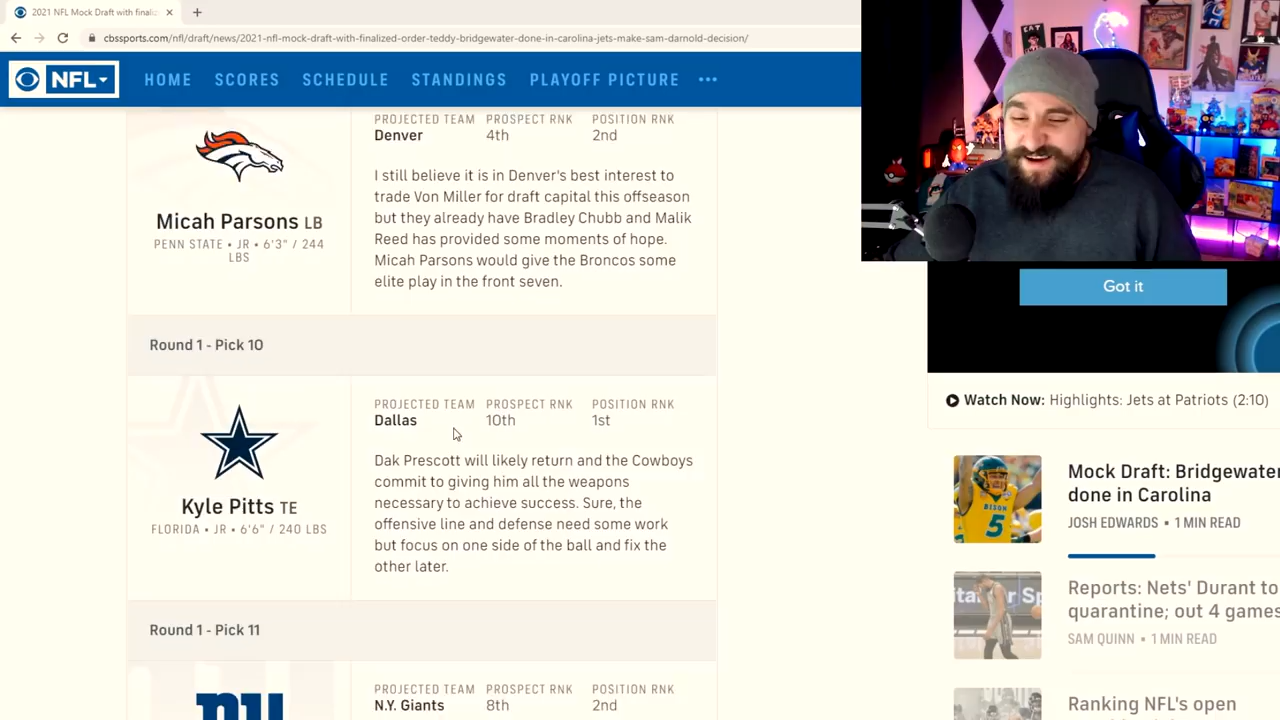 2021 NFL Mock Draft with finali
cbssports.com/nfl/draft/news/2021-nfl-mock-draft-with-finalized-order-teddy-bridgewater-done-in-carolina-jets-make-sam-darnold-decision/
NFL
HOME
SCORES
SCHEDULE
STANDINGS
PLAYOFF PICTURE
•••
Micah Parsons LB
PENN STATE • JR • 6'3" / 244
LBS
PROJECTED TEAM
Denver
PROSPECT RNK
4th
POSITION RNK
2nd
I still believe it is in Denver's best interest to
trade Von Miller for draft capital this offseason
but they already have Bradley Chubb and Malik
Reed has provided some moments of hope.
Micah Parsons would give the Broncos some
elite play in the front seven.
Round 1 - Pick 10
Kyle Pitts TE
FLORIDA • JR • 6'6" / 240 LBS
PROJECTED TEAM
Dallas
PROSPECT RNK
10th
POSITION RNK
1st
Dak Prescott will likely return and the Cowboys
commit to giving him all the weapons
necessary to achieve success. Sure, the
offensive line and defense need some work
but focus on one side of the ball and fix the
other later.
Round 1 - Pick 11
ny
PROJECTED TEAM
N.Y. Giants
PROSPECT RNK
8th
POSITION RNK
2nd
Got it
Watch Now: Highlights: Jets at Patriots (2:10)
BISON
5
Mock Draft: Bridgewater
done in Carolina
JOSH EDWARDS • 1 MIN READ
Reports: Nets' Durant to
quarantine; out 4 games
SAM QUINN • 1 MIN READ
Ranking NFL's open